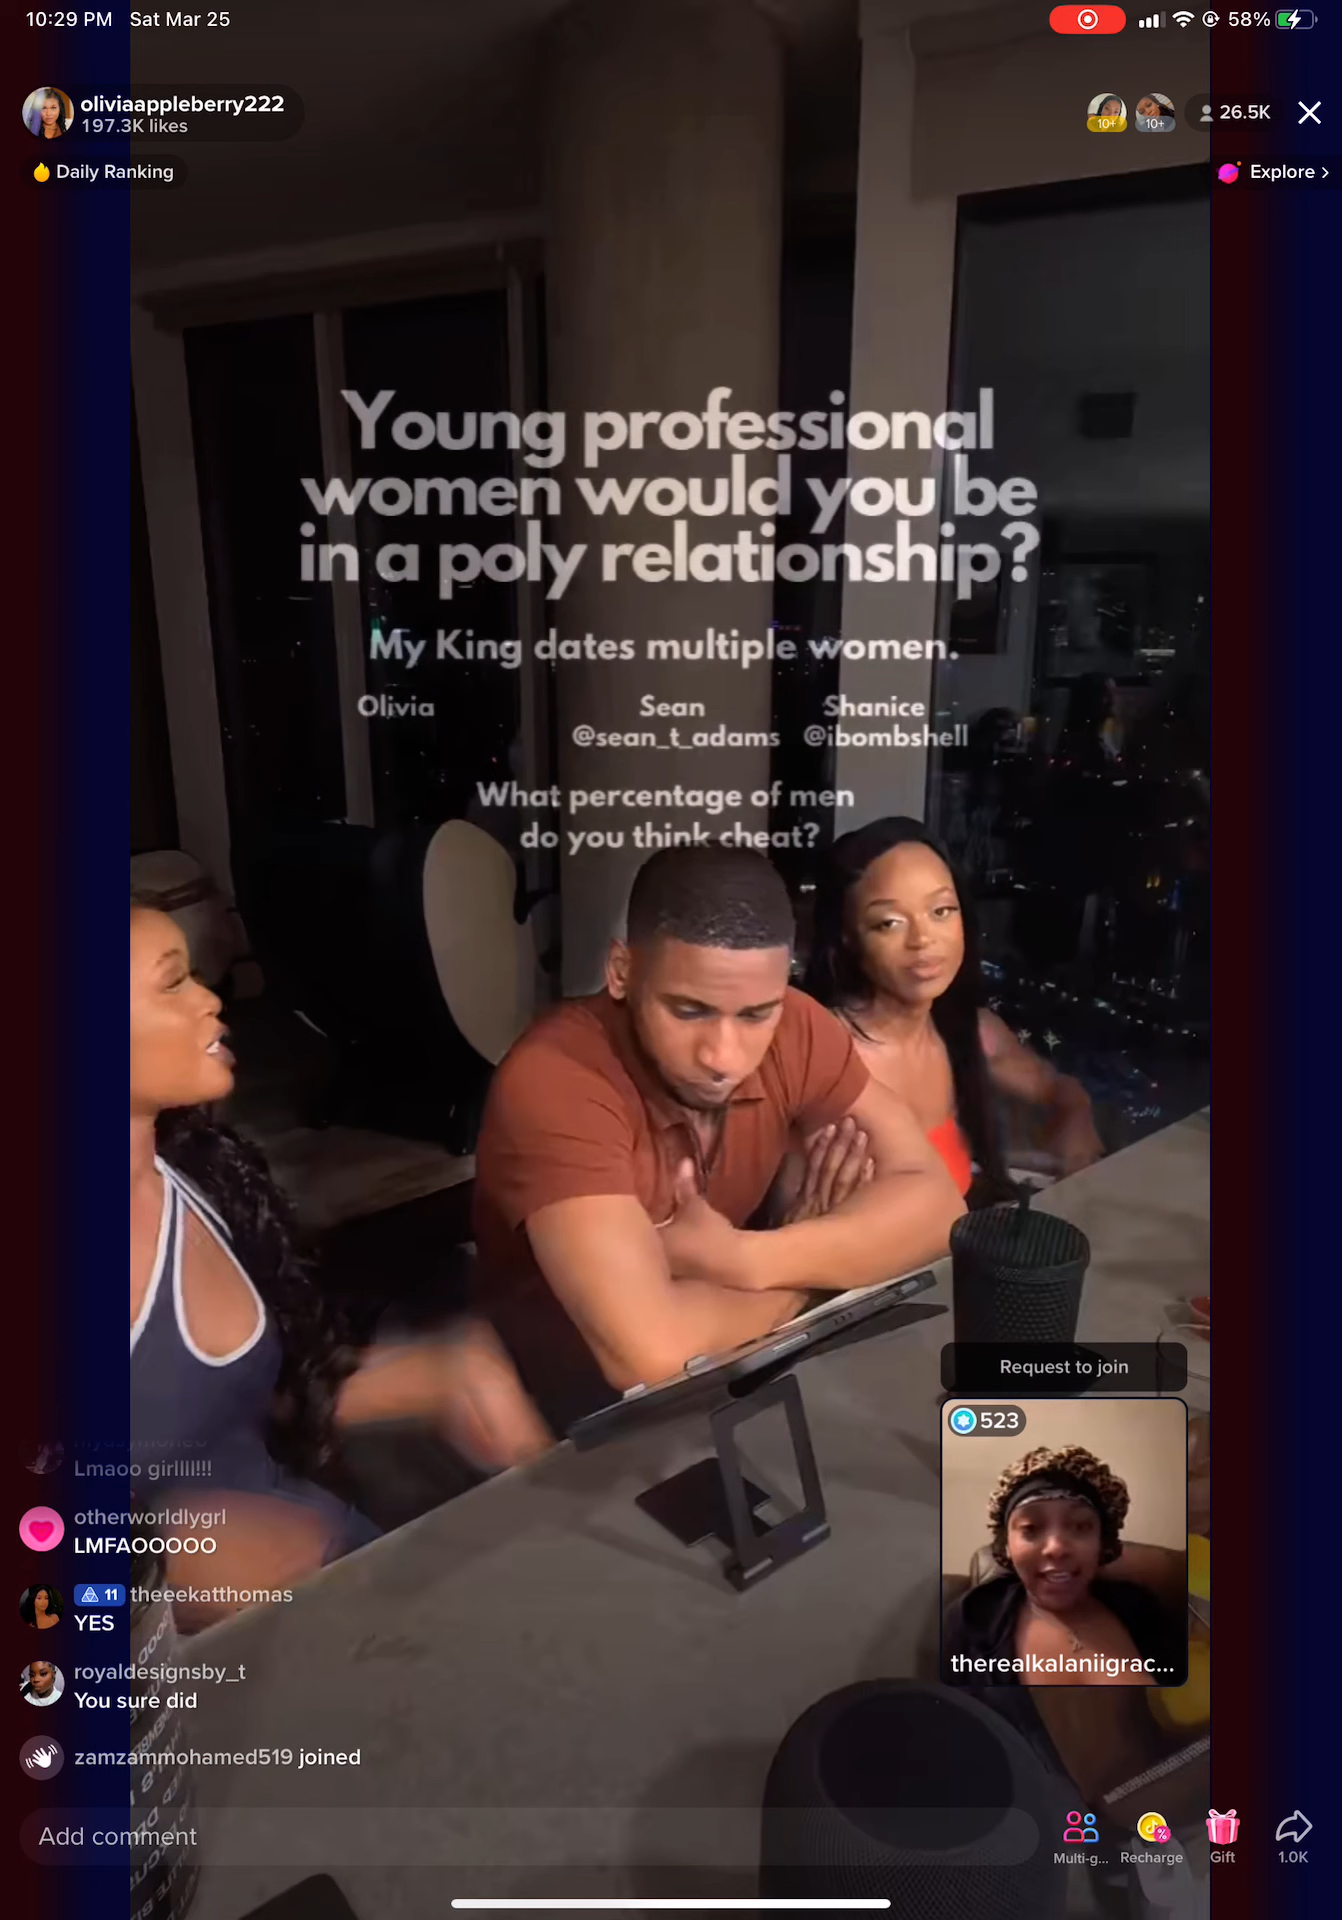 10:29 PM Sat Mar 25
58%
oliviaappleberry222
197.3K likes
10+
10+
26.5K
Daily Ranking
Explore >
Young professional
women would you be
in a poly relationship?
My King dates multiple women.
Olivia Sean Shanice
@sean_t_adams @ibombshell
What percentage of men
do you think cheat?
Request to join
523
therealkalaniigrac...
Lmaoo girllll!!!
otherworldlygrl
LMFAOOOOO
11 theeekatthomas
YES
royaldesignsby_t
You sure did
zamzammohamed519 joined
Add comment
Multi-g...
Recharge
Gift
1.0K